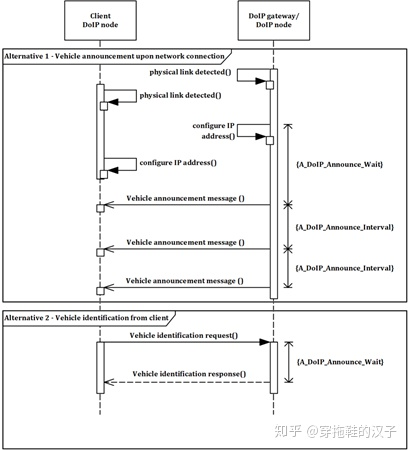 Client
DoIP node
DoIP gateway/
DoIP node
Alternative 1 - Vehicle announcement upon network connection
physical link detected()
physical link detected()
configure IP
address()
{A_DoIP_Announce_Wait}
configure IP address()
Vehicle announcement message ()
{A_DoIP_Announce_Interval}
Vehicle announcement message ()
{A_DoIP_Announce_Interval}
Vehicle announcement message ()
Alternative 2 - Vehicle identification from client
Vehicle identification request()
{A_DoIP_Announce_Wait}
Vehicle identification response()
知乎 @穿拖鞋的汉子